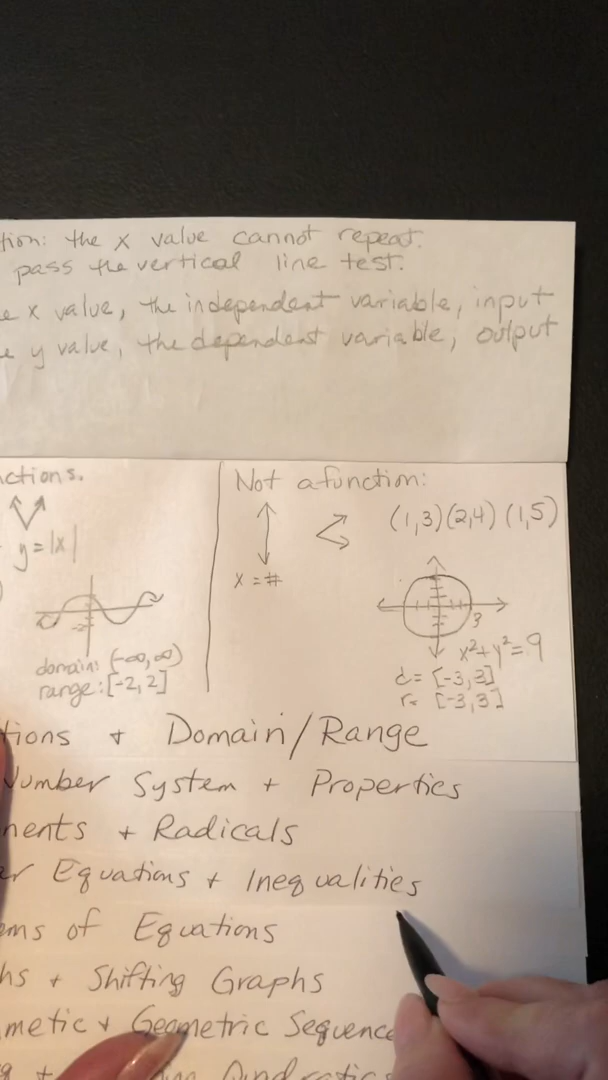 tion: the x value cannot repeat.
pass the vertical line test.
e x value, the independent variable, input
e y value, the dependent variable, output
ctions.
y = |x|
-2
domain: (-∞, ∞)
range: [-2, 2]
Not a function:
x = #
(1,3) (2,4) (1,5)
3
x² + y² = 9
d = [-3, 3]
r = [-3, 3]
tions + Domain/Range
Number System + Properties
nents + Radicals
er Equations + Inequalities
ems of Equations
hs + Shifting Graphs
metic + Geometric Sequence
g +